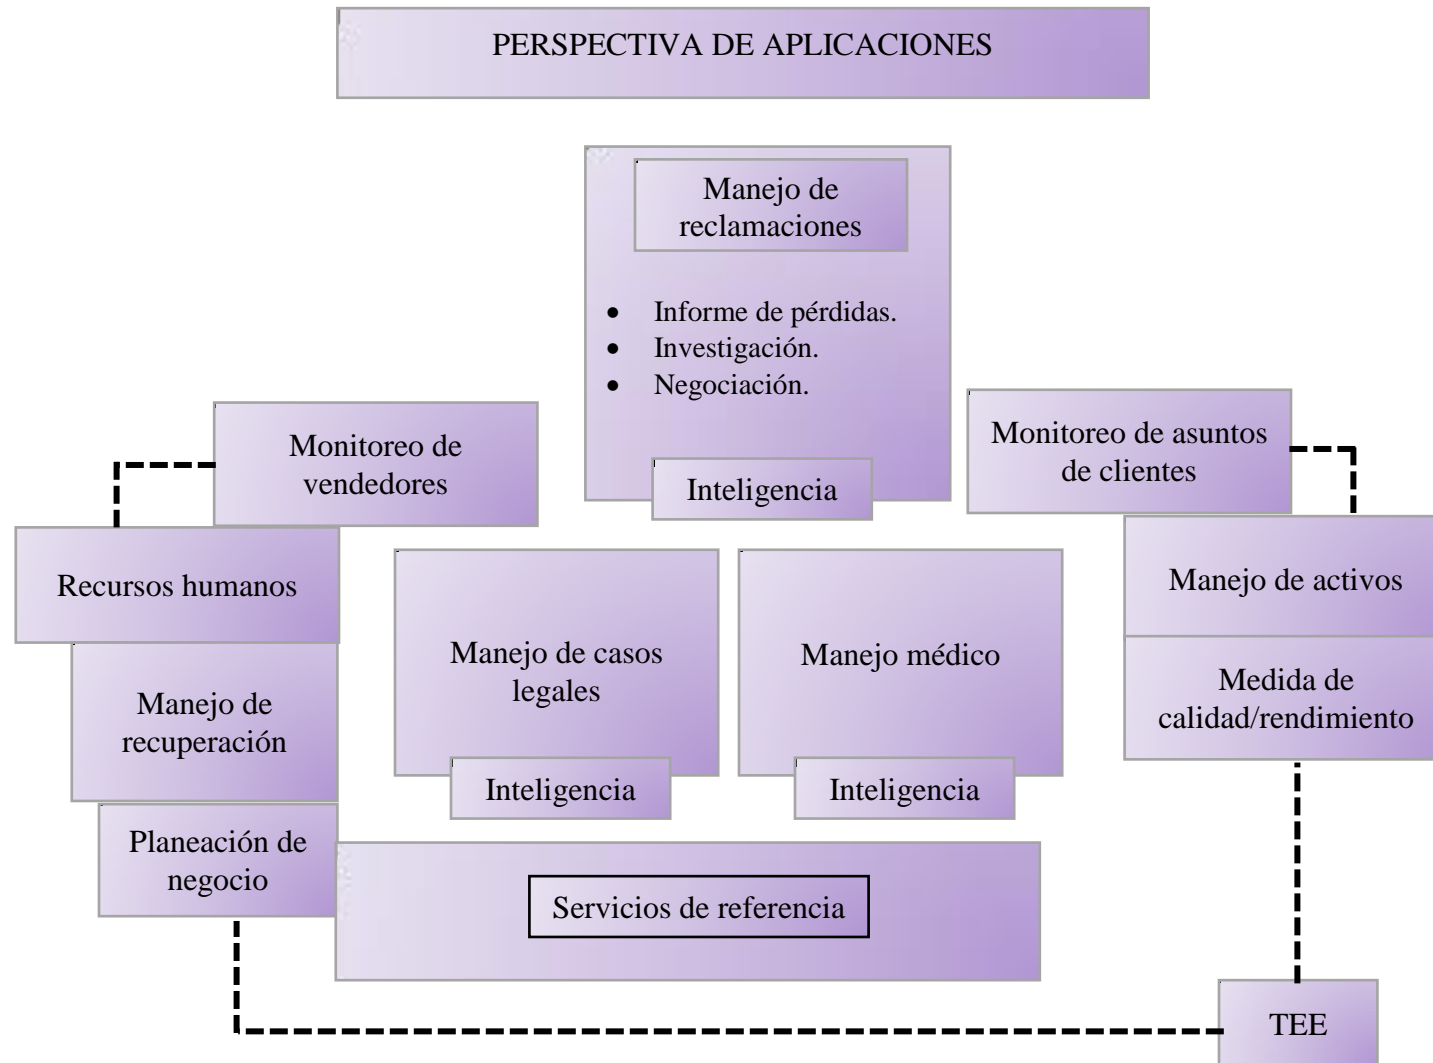 PERSPECTIVA DE APLICACIONES
Manejo de
reclamaciones
• Informe de pérdidas.
• Investigación.
• Negociación.
Inteligencia
Monitoreo de
vendedores
Monitoreo de asuntos
de clientes
Recursos humanos
Manejo de activos
Manejo de casos
legales
Manejo médico
Manejo de
recuperación
Medida de
calidad/rendimiento
Inteligencia
Inteligencia
Planeación de
negocio
Servicios de referencia
TEE